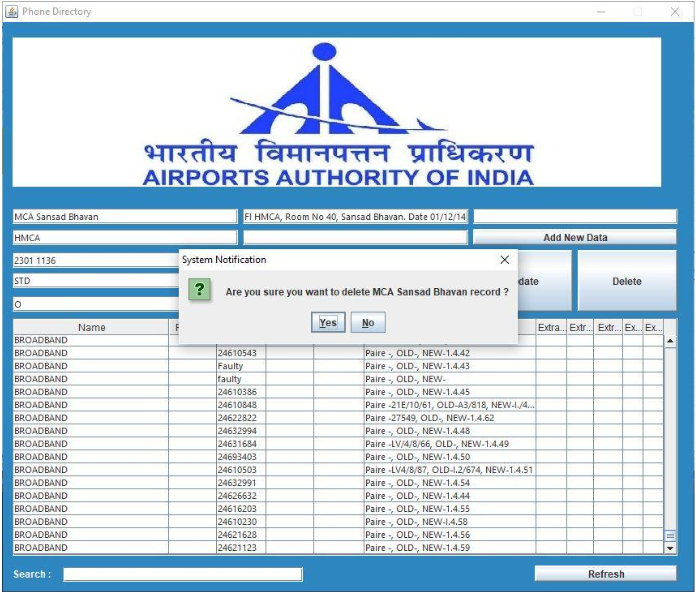 Phone Directory
भारतीय विमानपत्तन प्राधिकरण
AIRPORTS AUTHORITY OF INDIA
MCA Sansad Bhavan FI HMCA, Room No 40, Sansad Bhavan. Date 01/12/14
HMCA Add New Data
System Notification
2301 1136
STD
Are you sure you want to delete MCA Sansad Bhavan record ?
date Delete
O
Yes No
Name Extra... Extr... Extr... Ex... Ex...
BROADBAND
BROADBAND 24610543 Paire -, OLD-, NEW-1.4.42
BROADBAND Faulty Paire -, OLD-, NEW-1.4.43
BROADBAND faulty Paire -, OLD-, NEW-
BROADBAND 24610386 Paire -, OLD-, NEW-1.4.45
BROADBAND 24610848 Paire -21E/10/61, OLD-A3/818, NEW-I./4...
BROADBAND 24622822 Paire -27549, OLD-, NEW-1.4.62
BROADBAND 24632994 Paire -, OLD-, NEW-1.4.48
BROADBAND 24631684 Paire -LV/4/8/66, OLD-, NEW-1.4.49
BROADBAND 24693403 Paire -, OLD-, NEW-1.4.50
BROADBAND 24610503 Paire -LV4/8/87, OLD-I.2/674, NEW-1.4.51
BROADBAND 24632991 Paire -, OLD-, NEW-1.4.54
BROADBAND 24626632 Paire -, OLD-, NEW-1.4.44
BROADBAND 24616203 Paire -, OLD-, NEW-1.4.55
BROADBAND 24610230 Paire -, OLD-, NEW-I.4.58
BROADBAND 24621628 Paire -, OLD-, NEW-1.4.56
BROADBAND 24621123 Paire -, OLD-, NEW-1.4.59
Search : Refresh